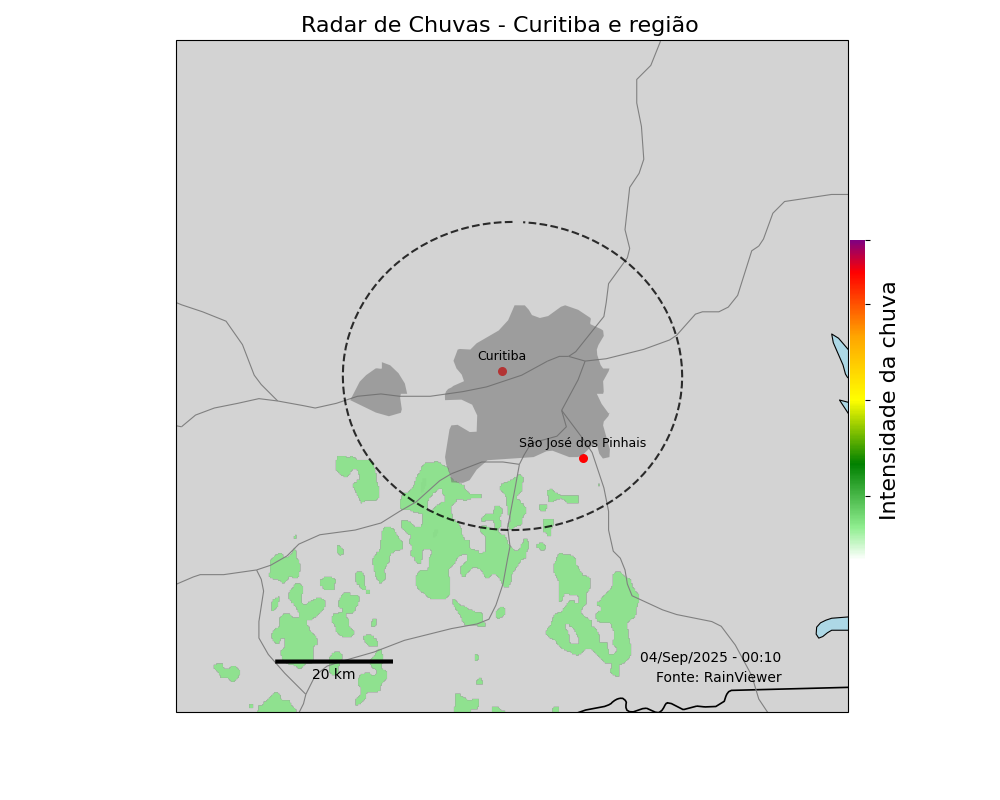 Radar de Chuvas - Curitiba e região
Curitiba
São José dos Pinhais
Intensidade da chuva
04/Sep/2025 - 00:10
Fonte: RainViewer
20 km